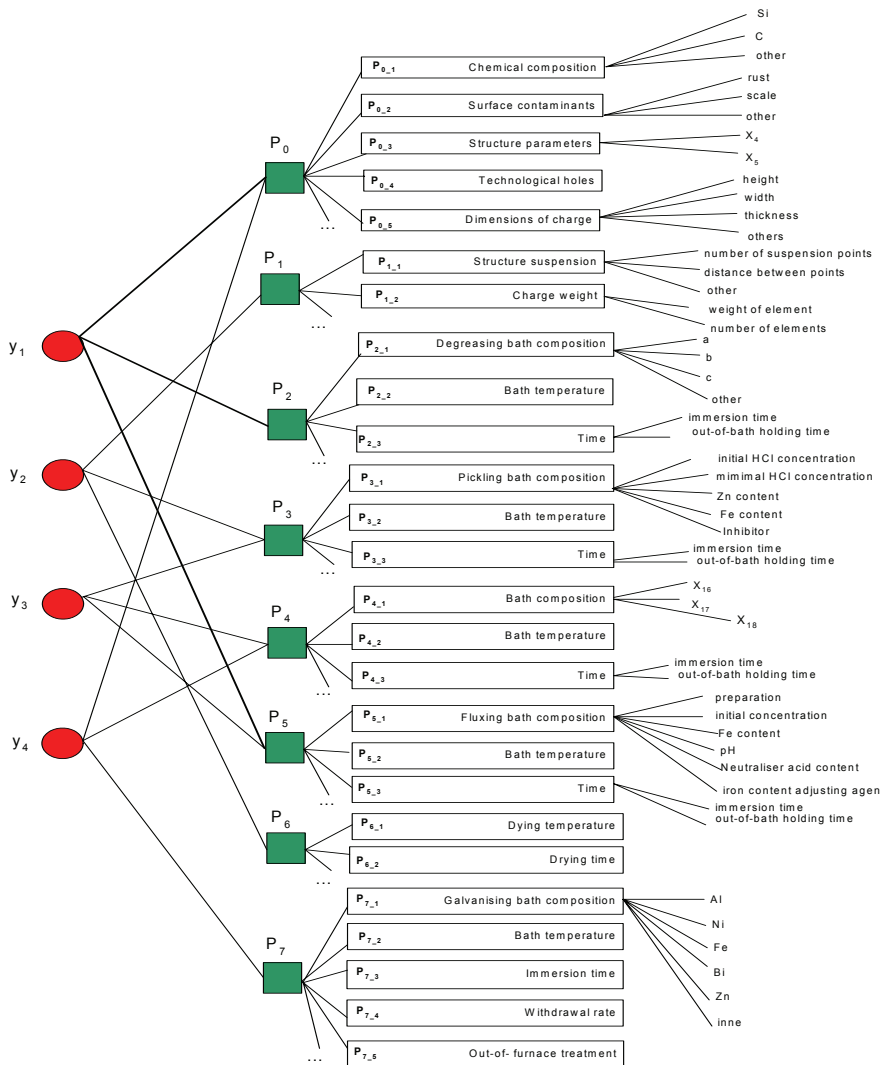 Si
C
other
P0_1 Chemical composition
rust
scale
other
P0_2 Surface contaminants
X4
X5
P0_3 Structure parameters
P0
P0_4 Technological holes
height
width
thickness
others
P0_5 Dimensions of charge
...
number of suspension points
distance between points
other
P1
P1_1 Structure suspension
P1_2 Charge weight
weight of element
number of elements
...
y1
P2_1 Degreasing bath composition
a
b
c
other
P2
P2_2 Bath temperature
P2_3 Time
immersion time
out-of-bath holding time
...
y2
P3_1 Pickling bath composition
initial HCl concentration
mimimal HCl concentration
Zn content
Fe content
Inhibitor
P3
P3_2 Bath temperature
P3_3 Time
immersion time
out-of-bath holding time
...
y3
P4_1 Bath composition
X16
X17
X18
P4
P4_2 Bath temperature
P4_3 Time
immersion time
out-of-bath holding time
...
y4
P5_1 Fluxing bath composition
preparation
initial concentration
Fe content
pH
Neutraliser acid content
iron content adjusting agen
P5
P5_2 Bath temperature
P5_3 Time
immersion time
out-of-bath holding time
...
P6
P6_1 Dying temperature
P6_2 Drying time
...
P7_1 Galvanising bath composition
Al
Ni
Fe
Bi
Zn
inne
P7
P7_2 Bath temperature
P7_3 Immersion time
P7_4 Withdrawal rate
P7_5 Out-of- furnace treatment
...